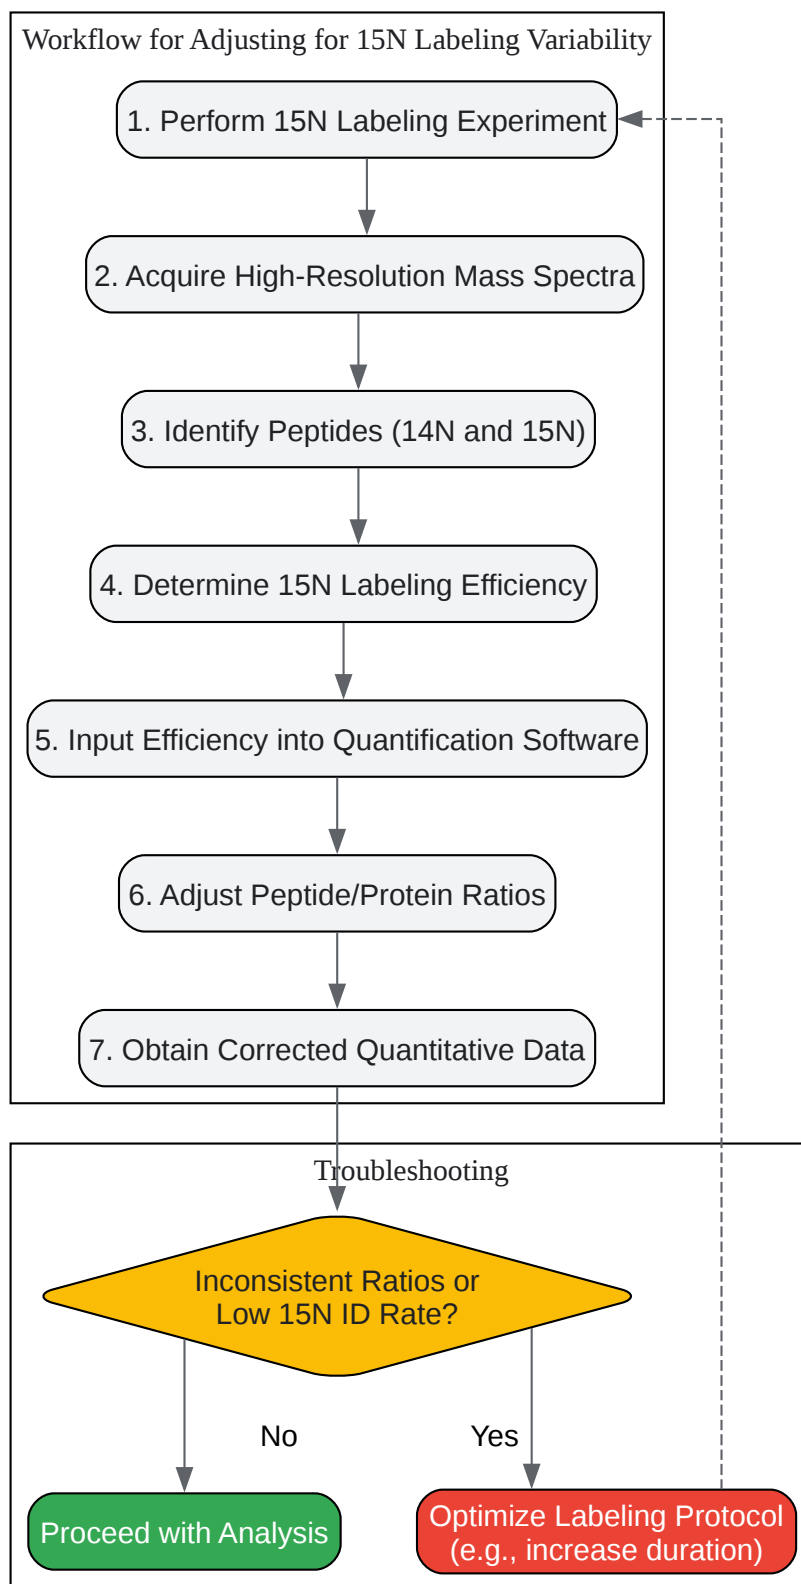 Workflow for Adjusting for 15N Labeling Variability
1. Perform 15N Labeling Experiment
2. Acquire High-Resolution Mass Spectra
3. Identify Peptides (14N and 15N)
4. Determine 15N Labeling Efficiency
5. Input Efficiency into Quantification Software
6. Adjust Peptide/Protein Ratios
7. Obtain Corrected Quantitative Data
Troubleshooting
Inconsistent Ratios or
Low 15N ID Rate?
No
Yes
Proceed with Analysis
Optimize Labeling Protocol
(e.g., increase duration)